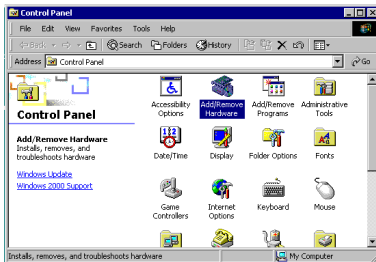 Control Panel
File Edit View Favorites Tools Help
Back Search Folders History
Address Control Panel Go
Control Panel
Add/Remove Hardware
Installs, removes, and
troubleshoots hardware
Windows Update
Windows 2000 Support
Accessibility Options
Add/Remove Hardware
Add/Remove Programs
Administrative Tools
Date/Time
Display
Folder Options
Fonts
Game Controllers
Internet Options
Keyboard
Mouse
Installs, removes, and troubleshoots hardware My Computer